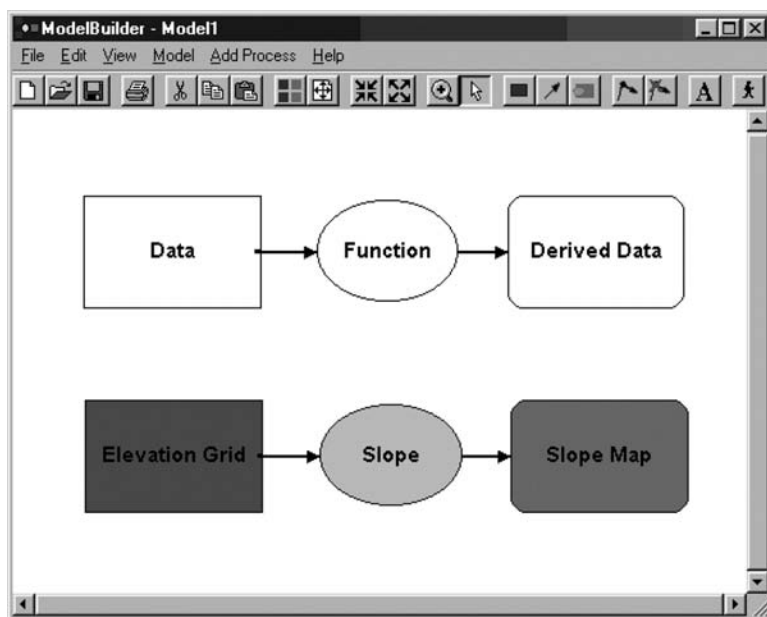 ModelBuilder - Model1
File Edit View Model Add Process Help
A
Data Function Derived Data
Elevation Grid Slope Slope Map